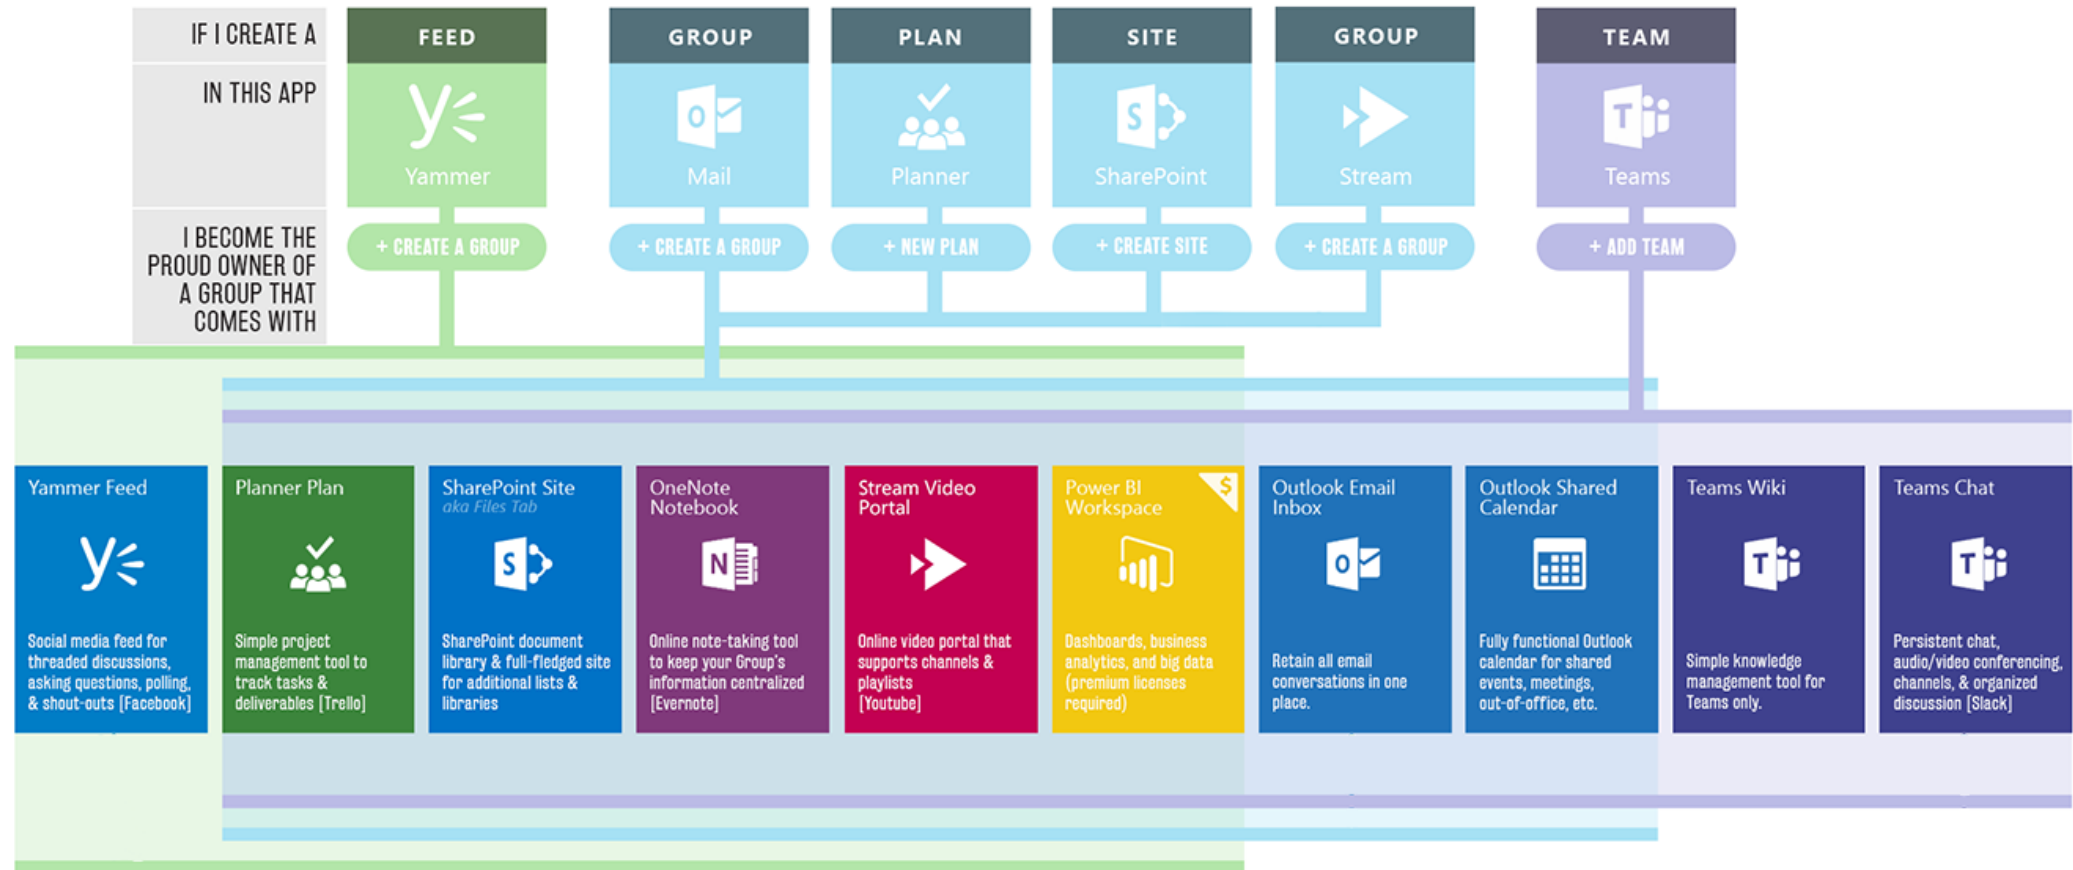 IF I CREATE A
FEED
GROUP
PLAN
SITE
GROUP
TEAM
IN THIS APP
Yammer
Mail
Planner
SharePoint
Stream
Teams
I BECOME THE
PROUD OWNER OF
A GROUP THAT
COMES WITH
+ CREATE A GROUP
+ CREATE A GROUP
+ NEW PLAN
+ CREATE SITE
+ CREATE A GROUP
+ ADD TEAM
Yammer Feed
Social media feed for
threaded discussions,
asking questions, polling,
& shout-outs [Facebook]
Planner Plan
Simple project
management tool to
track tasks &
deliverables [Trello]
SharePoint Site
aka Files Tab
S
SharePoint document
library & full-fledged site
for additional lists &
libraries
OneNote
Notebook
N
Online note-taking tool
to keep your Group's
information centralized
[Evernote]
Stream Video
Portal
Online video portal that
supports channels &
playlists
[Youtube]
Power BI
Workspace
$
Dashboards, business
analytics, and big data
(premium licenses
required)
Outlook Email
Inbox
O
Retain all email
conversations in one
place.
Outlook Shared
Calendar
Fully functional Outlook
calendar for shared
events, meetings,
out-of-office, etc.
Teams Wiki
T
Simple knowledge
management tool for
Teams only.
Teams Chat
T
Persistent chat,
audio/video conferencing,
channels, & organized
discussion [Slack]